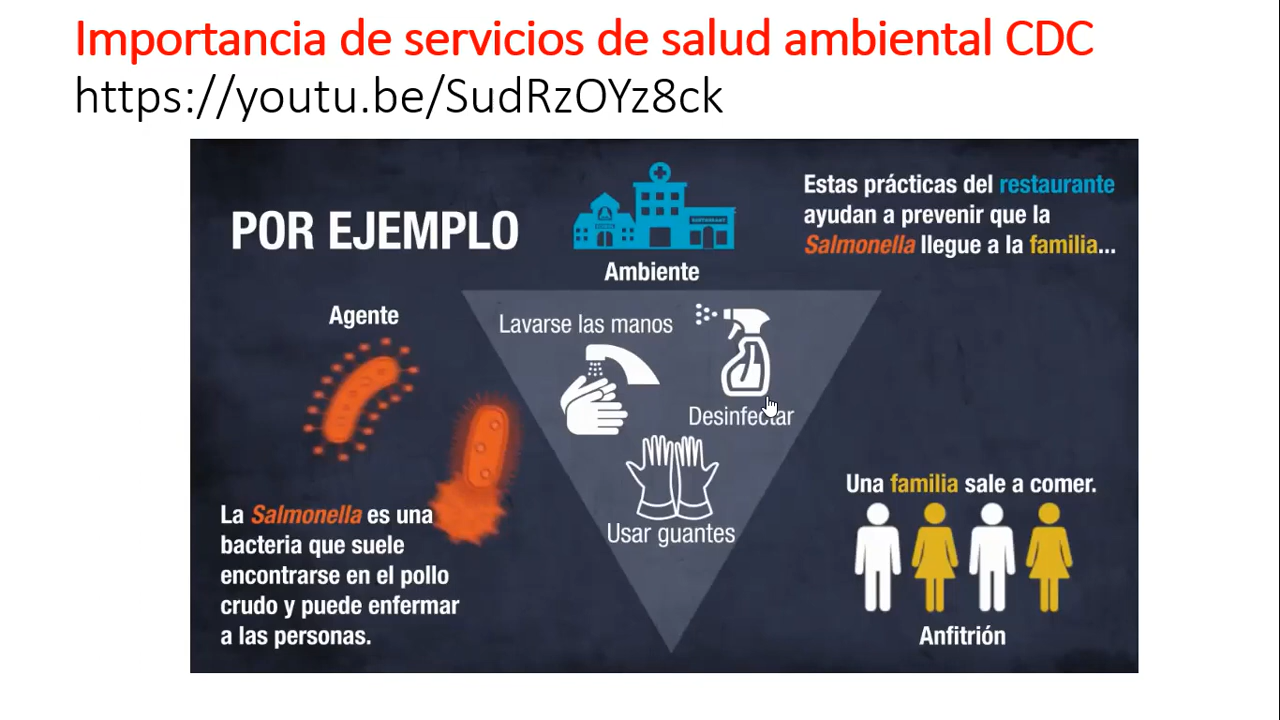 Importancia de servicios de salud ambiental CDC
https://youtu.be/SudRzOYz8ck
POR EJEMPLO
RESTAURANT
Ambiente
Estas prácticas del restaurante
ayudan a prevenir que la
Salmonella llegue a la familia...
Agente
Lavarse las manos
Desinfectar
Usar guantes
La Salmonella es una
bacteria que suele
encontrarse en el pollo
crudo y puede enfermar
a las personas.
Una familia sale a comer.
Anfitrión